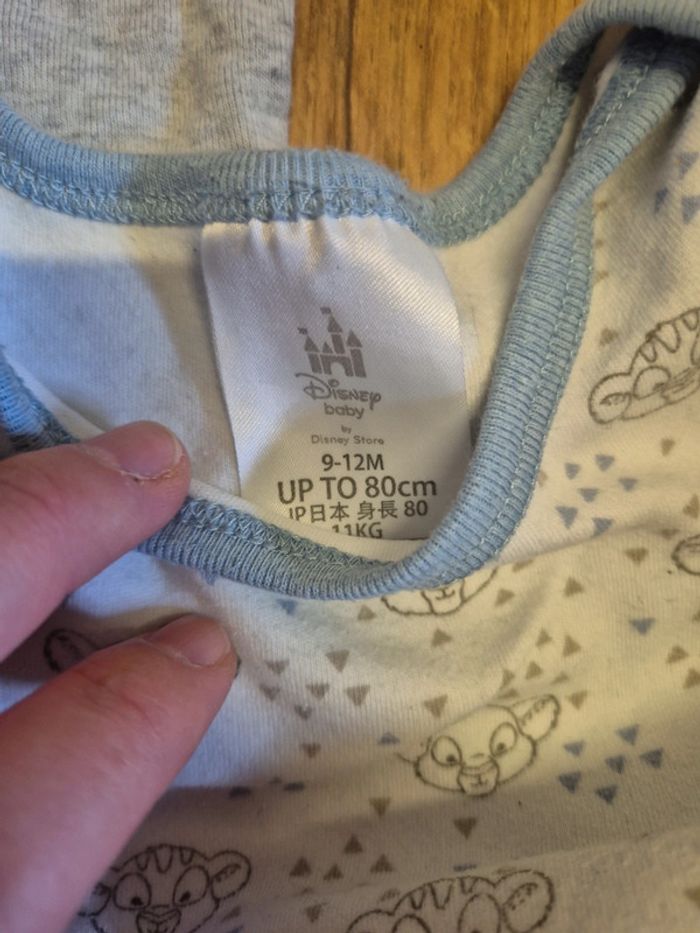 Disney
baby
by
Disney Store
9-12M
UP TO 80cm
JP日本 身長 80
11KG